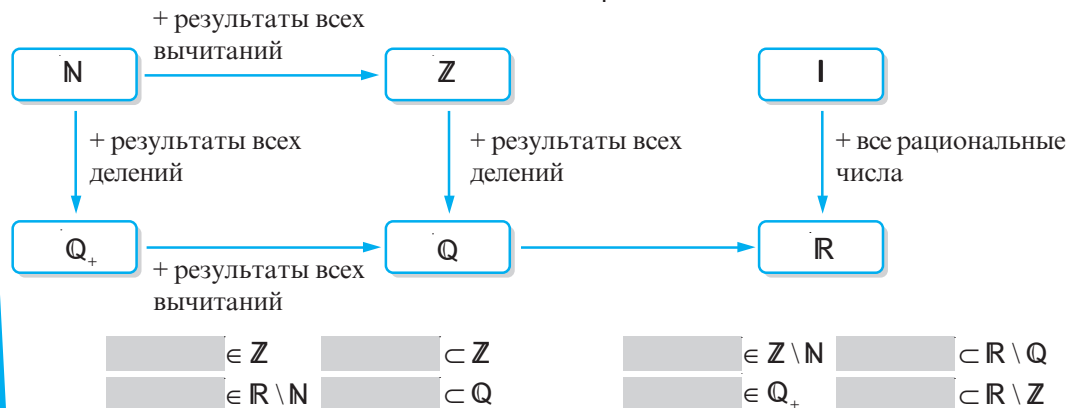 + результаты всех
вычитаний
ℕ ℤ I
+ результаты всех
делений
+ результаты всех
делений
+ все рациональные
числа
ℚ₊ ℚ ℝ
+ результаты всех
вычитаний
∈ ℤ ⊂ ℤ ∈ ℤ \ ℕ ⊂ ℝ \ ℚ
∈ ℝ \ ℕ ⊂ ℚ ∈ ℚ₊ ⊂ ℝ \ ℤ